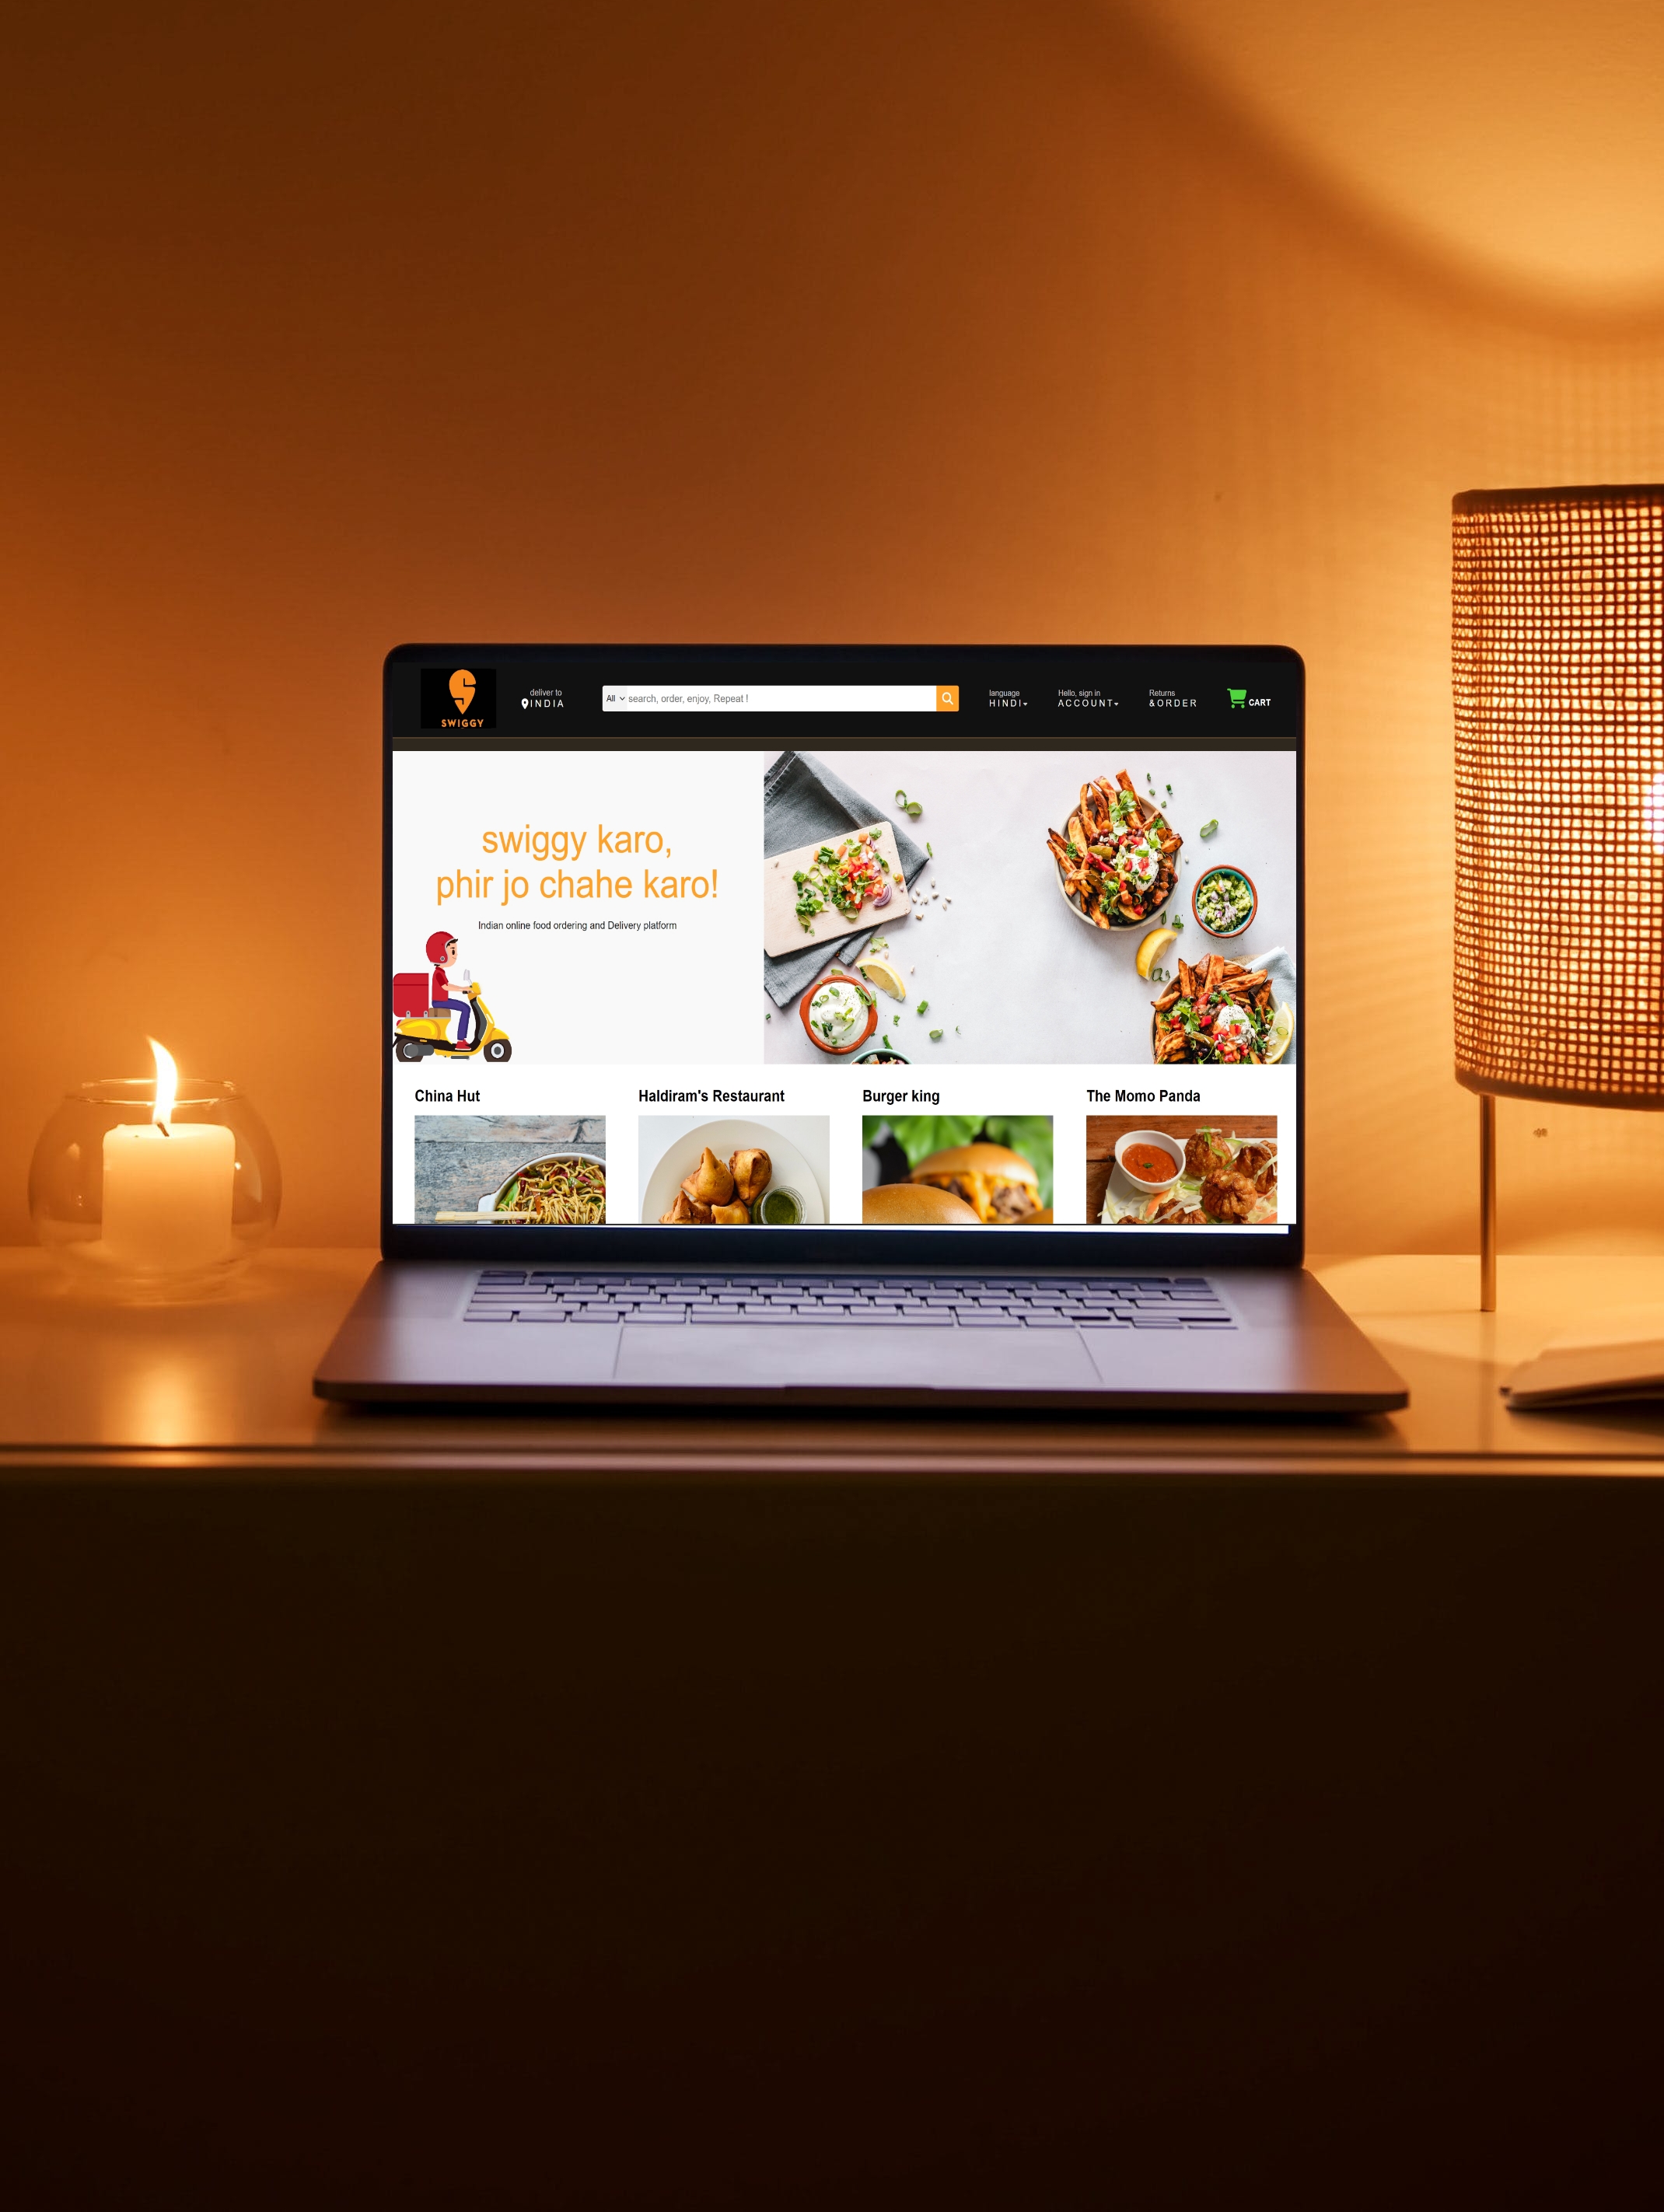 SWIGGY
deliver to
INDIA
All search, order, enjoy, Repeat !
language
HINDI
Hello, sign in
ACCOUNT
Returns
&ORDER
CART
swiggy karo,
phir jo chahe karo!
Indian online food ordering and Delivery platform
China Hut
Haldiram's Restaurant
Burger king
The Momo Panda